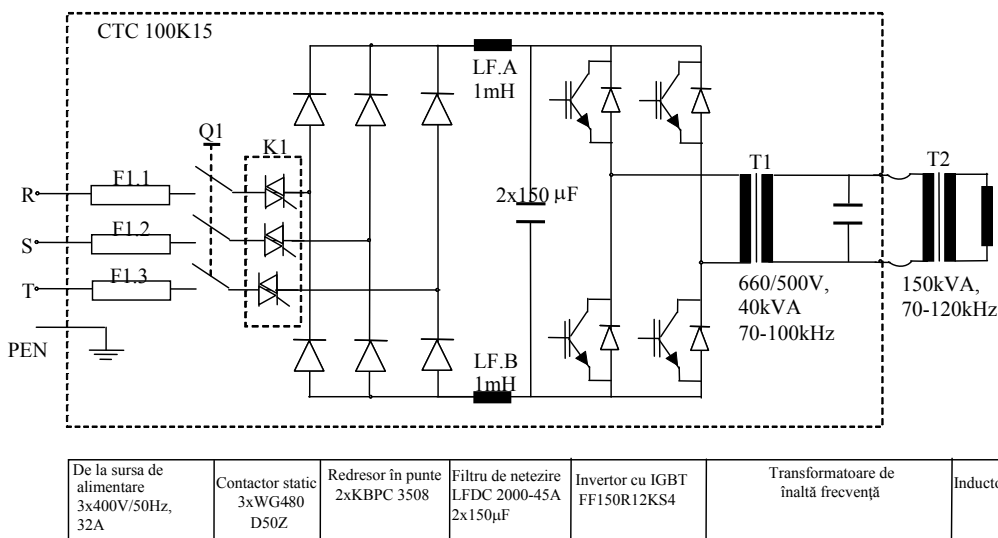 CTC 100K15
LF.A
1mH
Q1
K1
T1
T2
R
F1.1
2x150 μF
S
F1.2
T
F1.3
660/500V,
40kVA
70-100kHz
150kVA,
70-120kHz
PEN
LF.B
1mH
De la sursa de
alimentare
3x400V/50Hz,
32A
Contactor static
3xWG480
D50Z
Redresor în punte
2xKBPC 3508
Filtru de netezire
LFDC 2000-45A
2x150μF
Invertor cu IGBT
FF150R12KS4
Transformatoare de
înaltă frecvenţă
Inducto